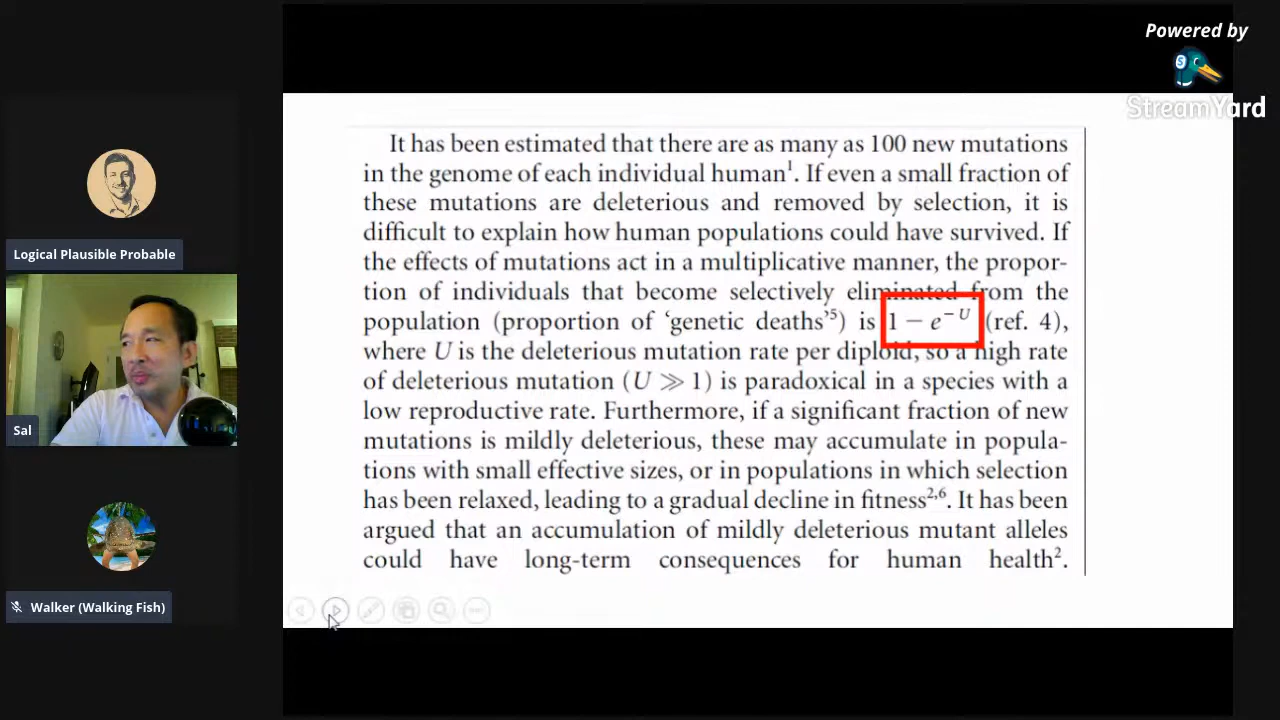 Powered by
S
StreamYard
Logical Plausible Probable
Sal
Walker (Walking Fish)
It has been estimated that there are as many as 100 new mutations
in the genome of each individual human¹. If even a small fraction of
these mutations are deleterious and removed by selection, it is
difficult to explain how human populations could have survived. If
the effects of mutations act in a multiplicative manner, the propor-
tion of individuals that become selectively eliminated from the
population (proportion of ‘genetic deaths’⁵) is 1 − e^−U (ref. 4),
where U is the deleterious mutation rate per diploid, so a high rate
of deleterious mutation (U ≫ 1) is paradoxical in a species with a
low reproductive rate. Furthermore, if a significant fraction of new
mutations is mildly deleterious, these may accumulate in popula-
tions with small effective sizes, or in populations in which selection
has been relaxed, leading to a gradual decline in fitness²,⁶. It has been
argued that an accumulation of mildly deleterious mutant alleles
could have long-term consequences for human health².